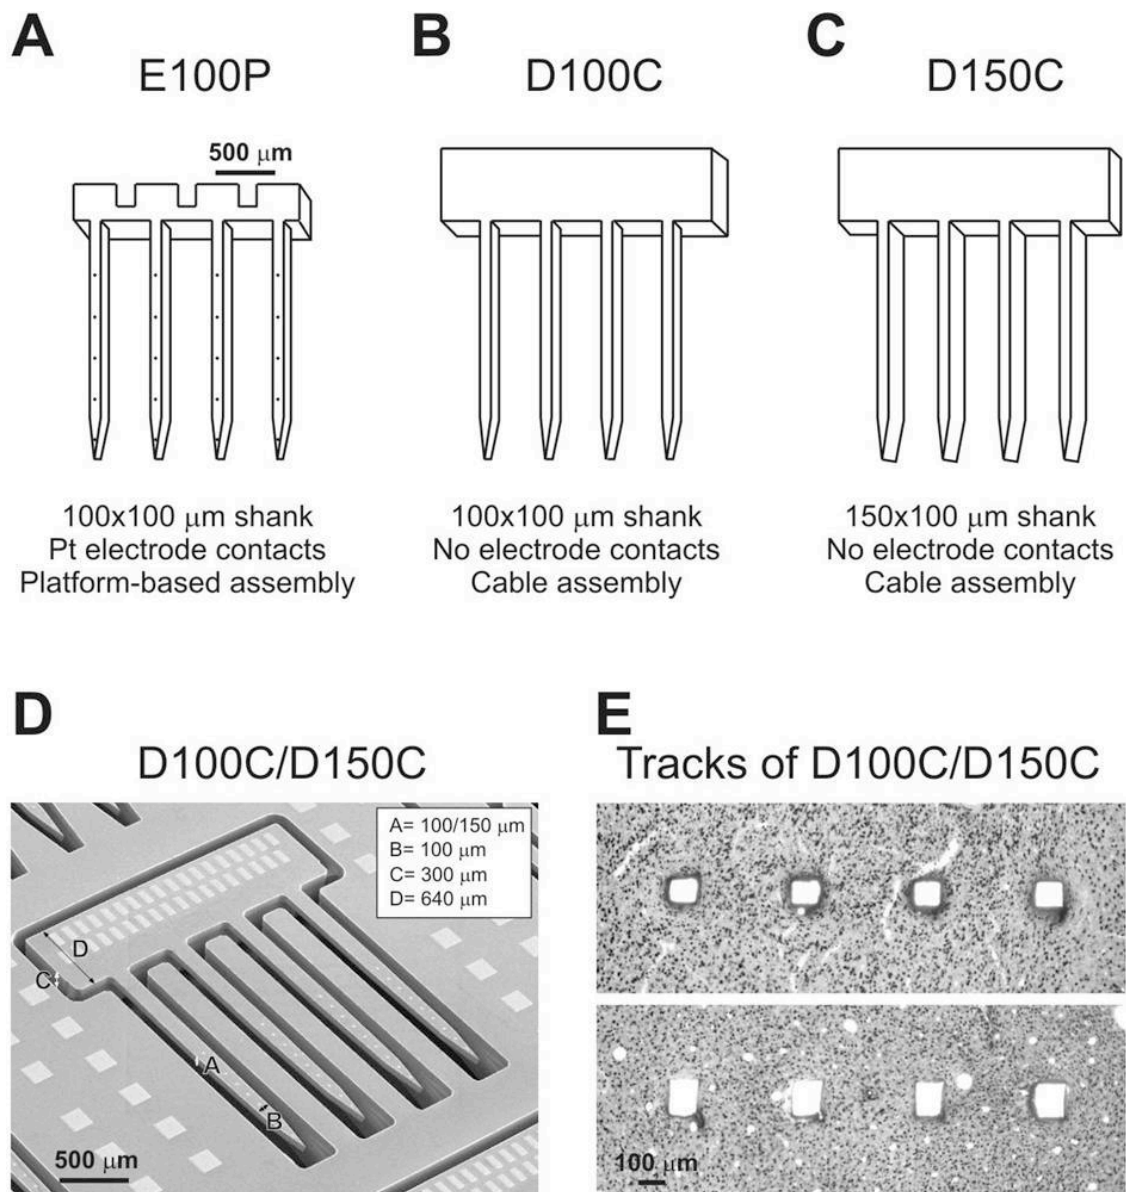 A
E100P
500 μm
100x100 μm shank
Pt electrode contacts
Platform-based assembly
B
D100C
100x100 μm shank
No electrode contacts
Cable assembly
C
D150C
150x100 μm shank
No electrode contacts
Cable assembly
D
D100C/D150C
A= 100/150 μm
B= 100 μm
C= 300 μm
D= 640 μm
D
C
A
B
500 μm
E
Tracks of D100C/D150C
100 μm